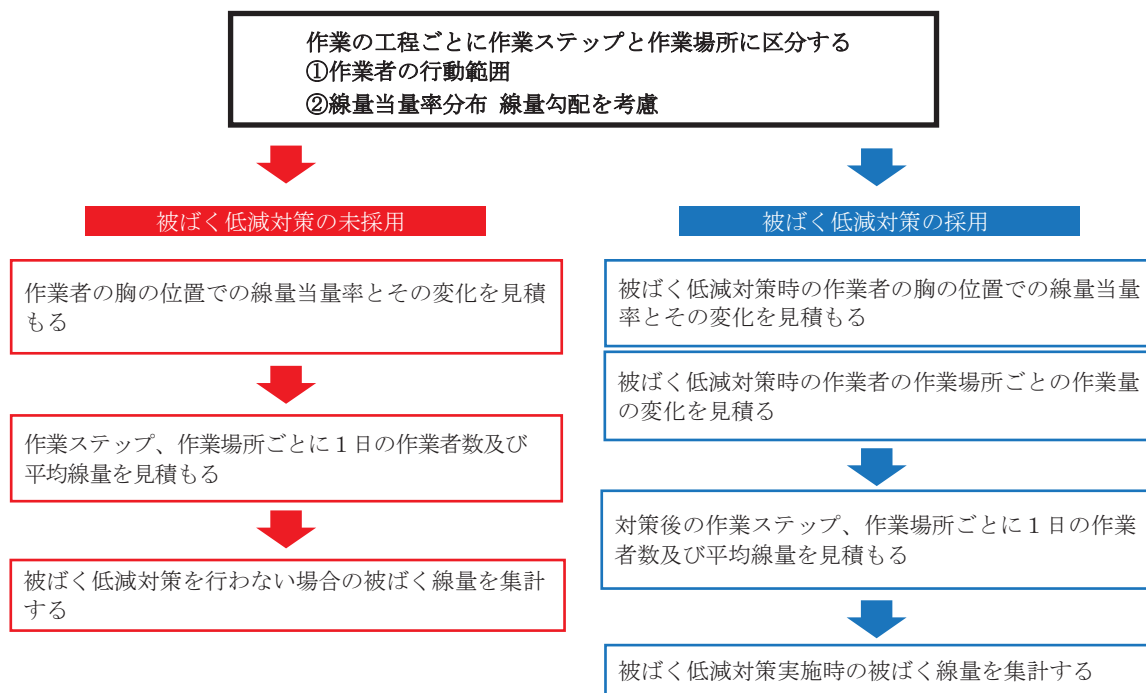 作業の工程ごとに作業ステップと作業場所に区分する
①作業者の行動範囲
②線量当量率分布 線量勾配を考慮
被ばく低減対策の未採用
作業者の胸の位置での線量当量率とその変化を見積
もる
作業ステップ、作業場所ごとに１日の作業者数及び
平均線量を見積もる
被ばく低減対策を行わない場合の被ばく線量を集計
する
被ばく低減対策の採用
被ばく低減対策時の作業者の胸の位置での線量当量
率とその変化を見積もる
被ばく低減対策時の作業者の作業場所ごとの作業量
の変化を見積る
対策後の作業ステップ、作業場所ごとに１日の作業
者数及び平均線量を見積もる
被ばく低減対策実施時の被ばく線量を集計する